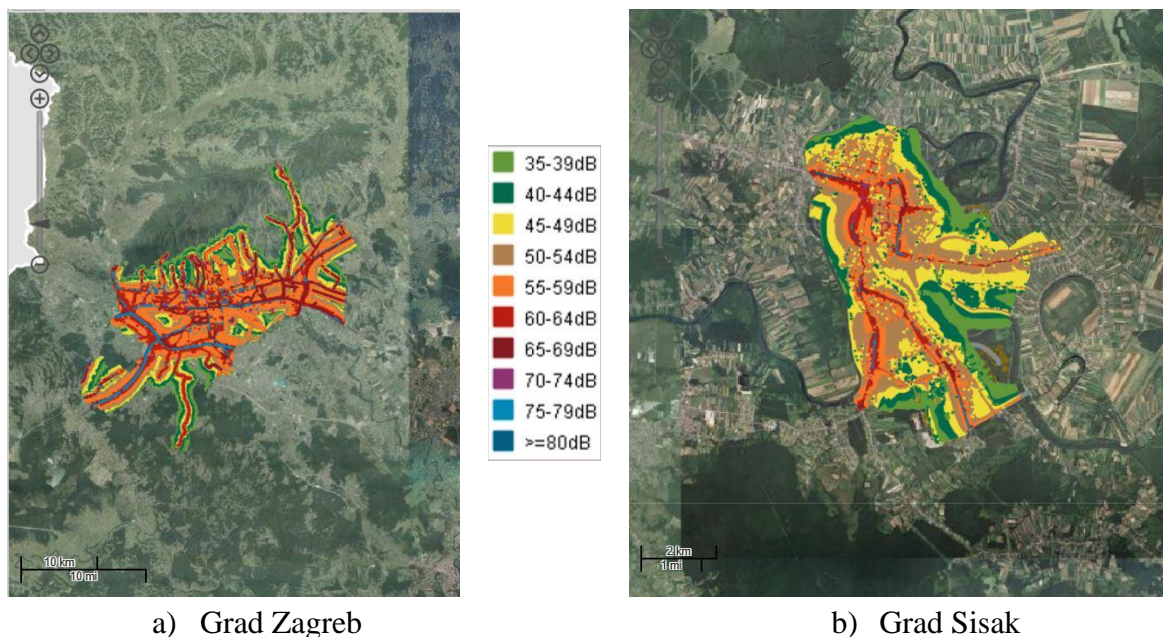 35-39dB
40-44dB
45-49dB
50-54dB
55-59dB
60-64dB
65-69dB
70-74dB
75-79dB
>=80dB
10 km
10 mi
2 km
1 mi
a) Grad Zagreb
b) Grad Sisak